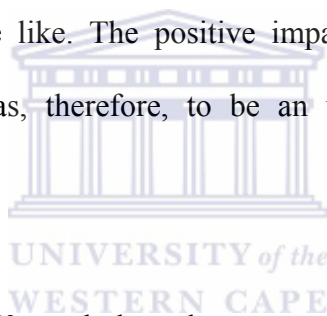 like. The positive impa
as, therefore, to be an
UNIVERSITY of the
WESTERN CAPE